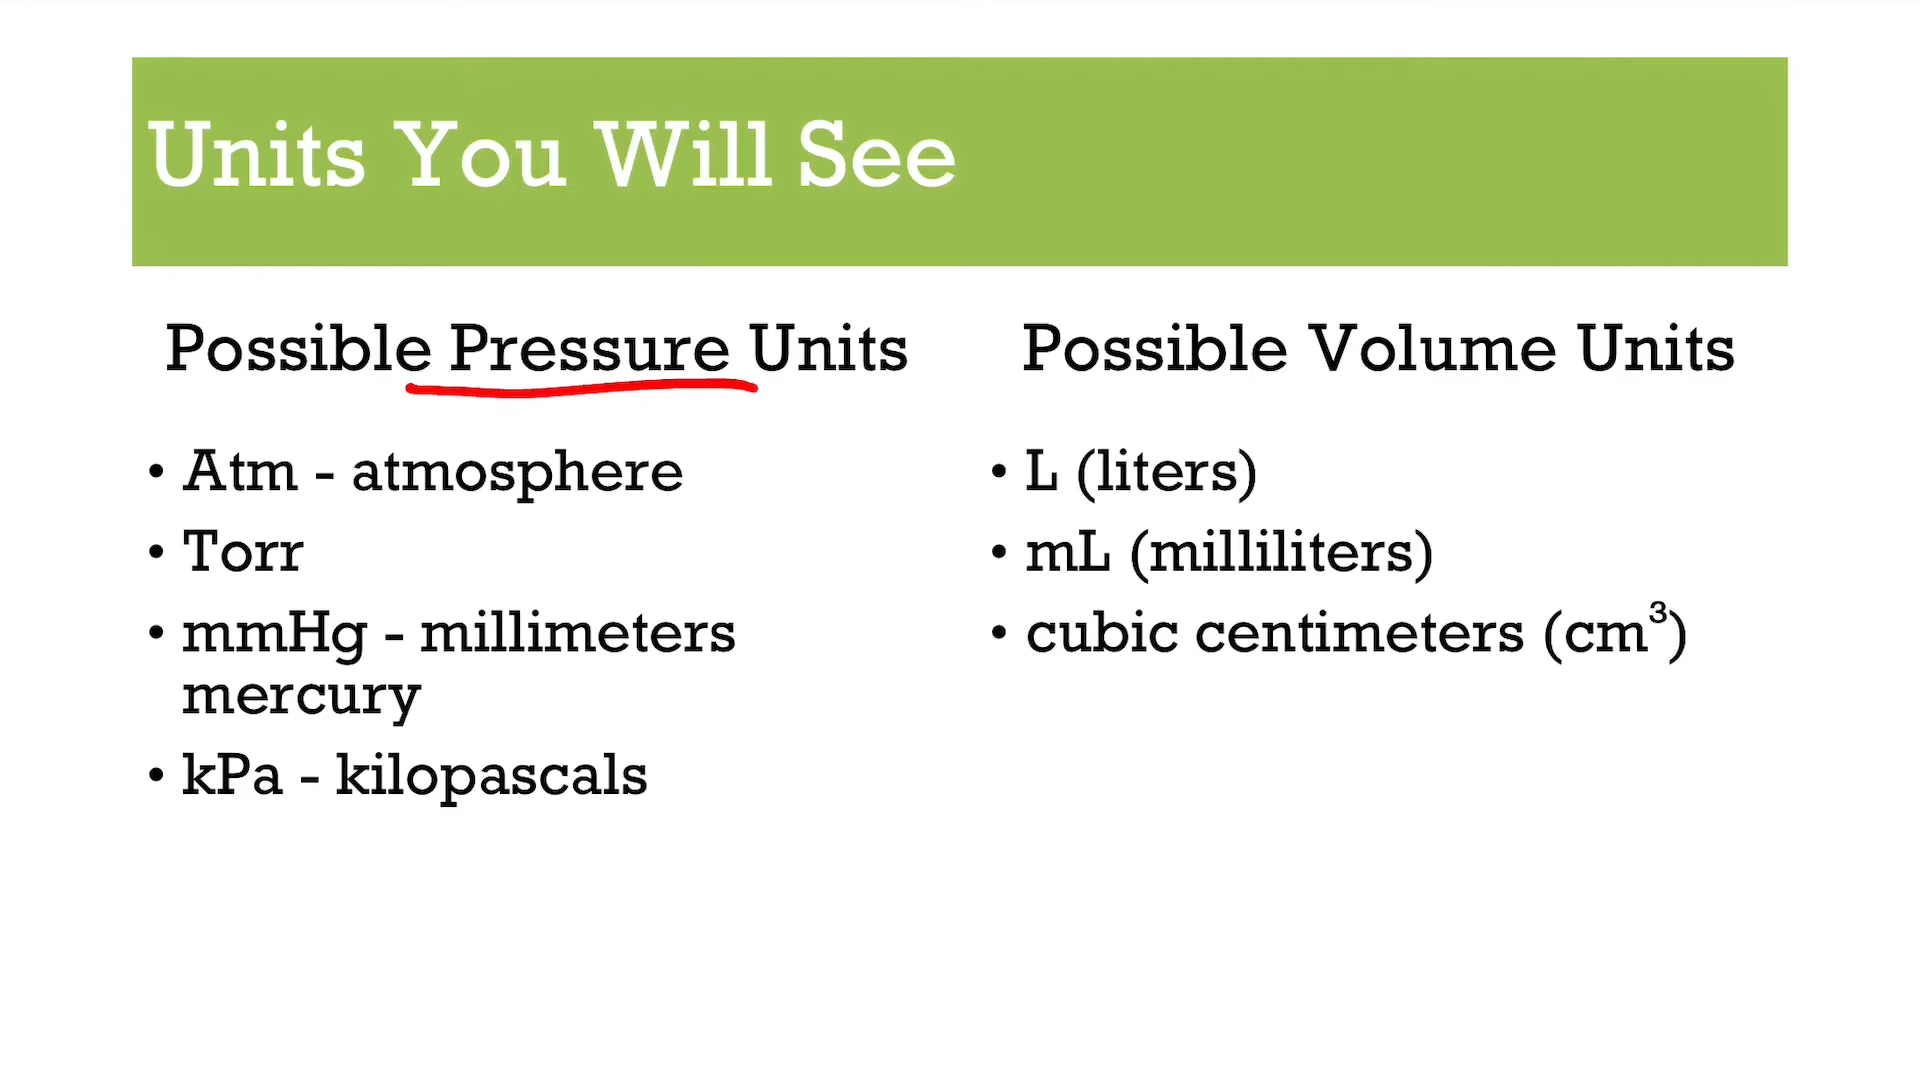 Units You Will See
Possible Pressure Units
• Atm - atmosphere
• Torr
• mmHg - millimeters
mercury
• kPa - kilopascals
Possible Volume Units
• L (liters)
• mL (milliliters)
• cubic centimeters (cm³)